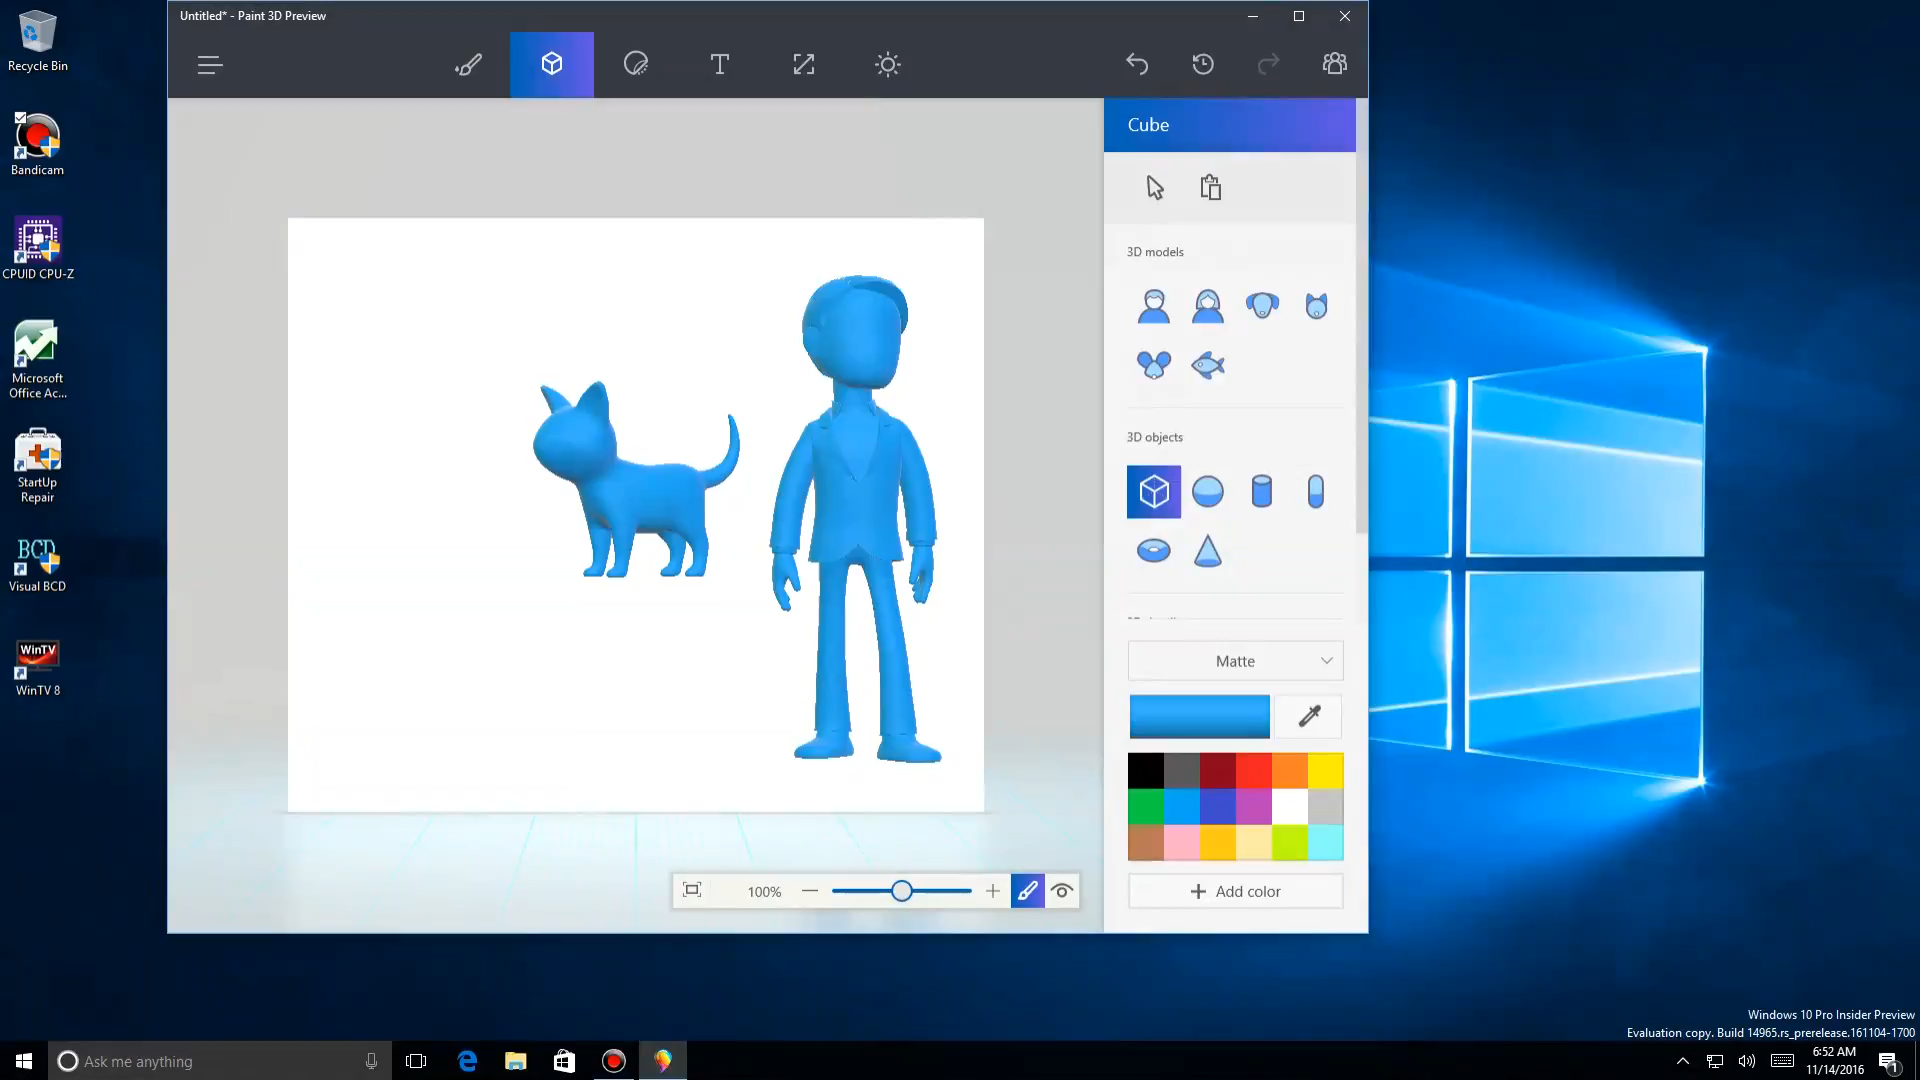 Untitled* - Paint 3D Preview
Recycle Bin
Bandicam
CPUID CPU-Z
Microsoft
Office Ac...
StartUp
Repair
BCD
Visual BCD
WinTV
WinTV 8
T
Cube
3D models
3D objects
Matte
Add color
100%
Windows 10 Pro Insider Preview
Evaluation copy. Build 14965.rs_prerelease.161104-1700
Ask me anything
6:52 AM
11/14/2016
1